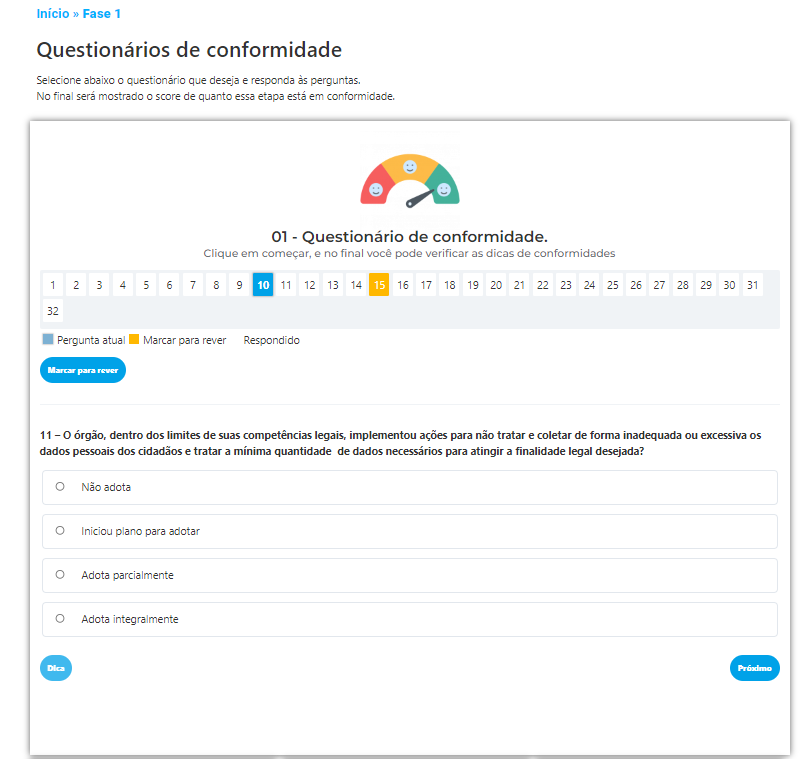 Início » Fase 1
Questionários de conformidade
Selecione abaixo o questionário que deseja e responda às perguntas.
No final será mostrado o score de quanto essa etapa está em conformidade.
01 - Questionário de conformidade.
Clique em começar, e no final você pode verificar as dicas de conformidades
1 2 3 4 5 6 7 8 9 10 11 12 13 14 15 16 17 18 19 20 21 22 23 24 25 26 27 28 29 30 31
32
Pergunta atual Marcar para rever Respondido
Marcar para rever
11 – O órgão, dentro dos limites de suas competências legais, implementou ações para não tratar e coletar de forma inadequada ou excessiva os
dados pessoais dos cidadãos e tratar a mínima quantidade de dados necessários para atingir a finalidade legal desejada?
Não adota
Iniciou plano para adotar
Adota parcialmente
Adota integralmente
Dica Próximo